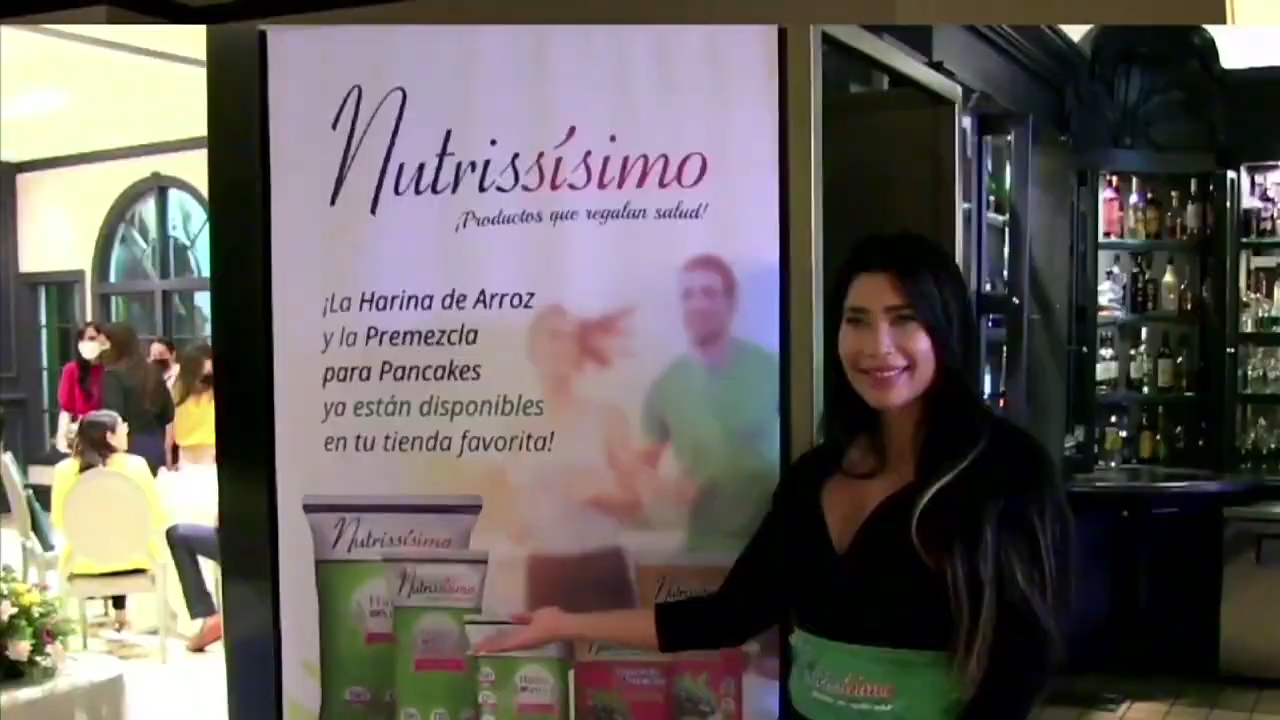 Nutrissísimo
¡Productos que regalan salud!
¡La Harina de Arroz
y la Premezcla
para Pancakes
ya están disponibles
en tu tienda favorita!
Nutrissísimo
Nutrissísimo